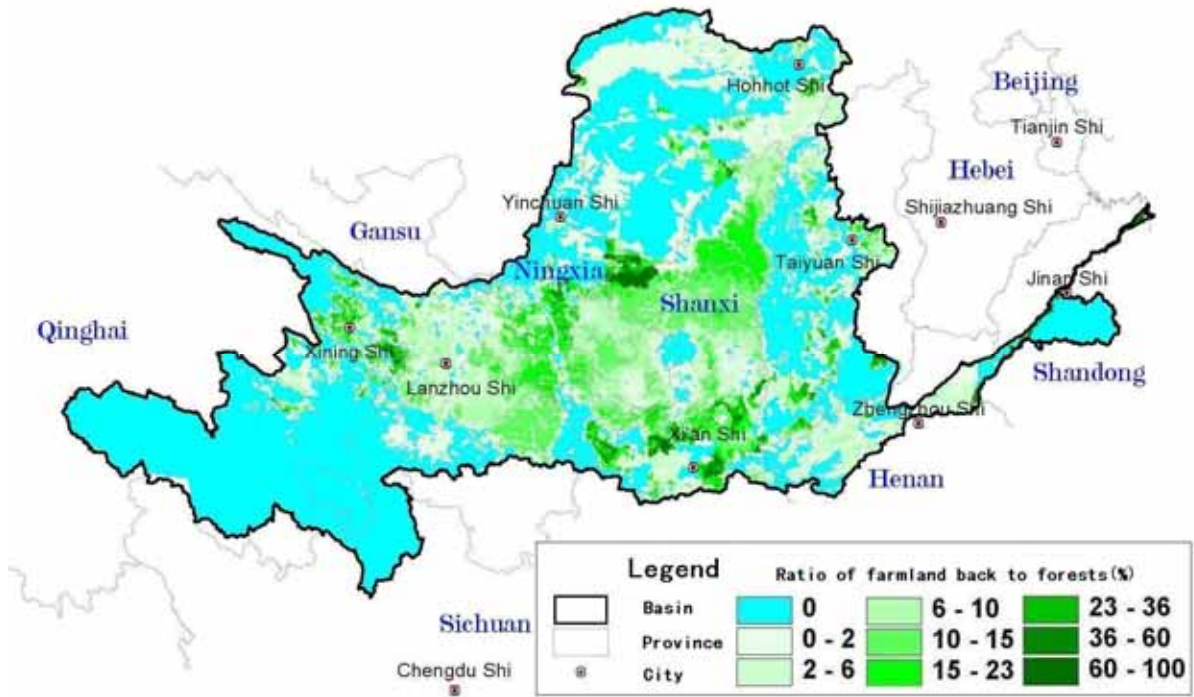 Beijing
Hohhot Shi
Tianjin Shi
Hebei
Yinchuan Shi
Shijiazhuang Shi
Gansu
Taiyuan Shi
Ningxia
Jinan Shi
Shanxi
Qinghai
Xining Shi
Lanzhou Shi
Shandong
Zhengzhou Shi
Xi'an Shi
Henan
Sichuan
Chengdu Shi
Legend
Ratio of farmland back to forests(%)
Basin
Province
City
0
0 - 2
2 - 6
6 - 10
10 - 15
15 - 23
23 - 36
36 - 60
60 - 100